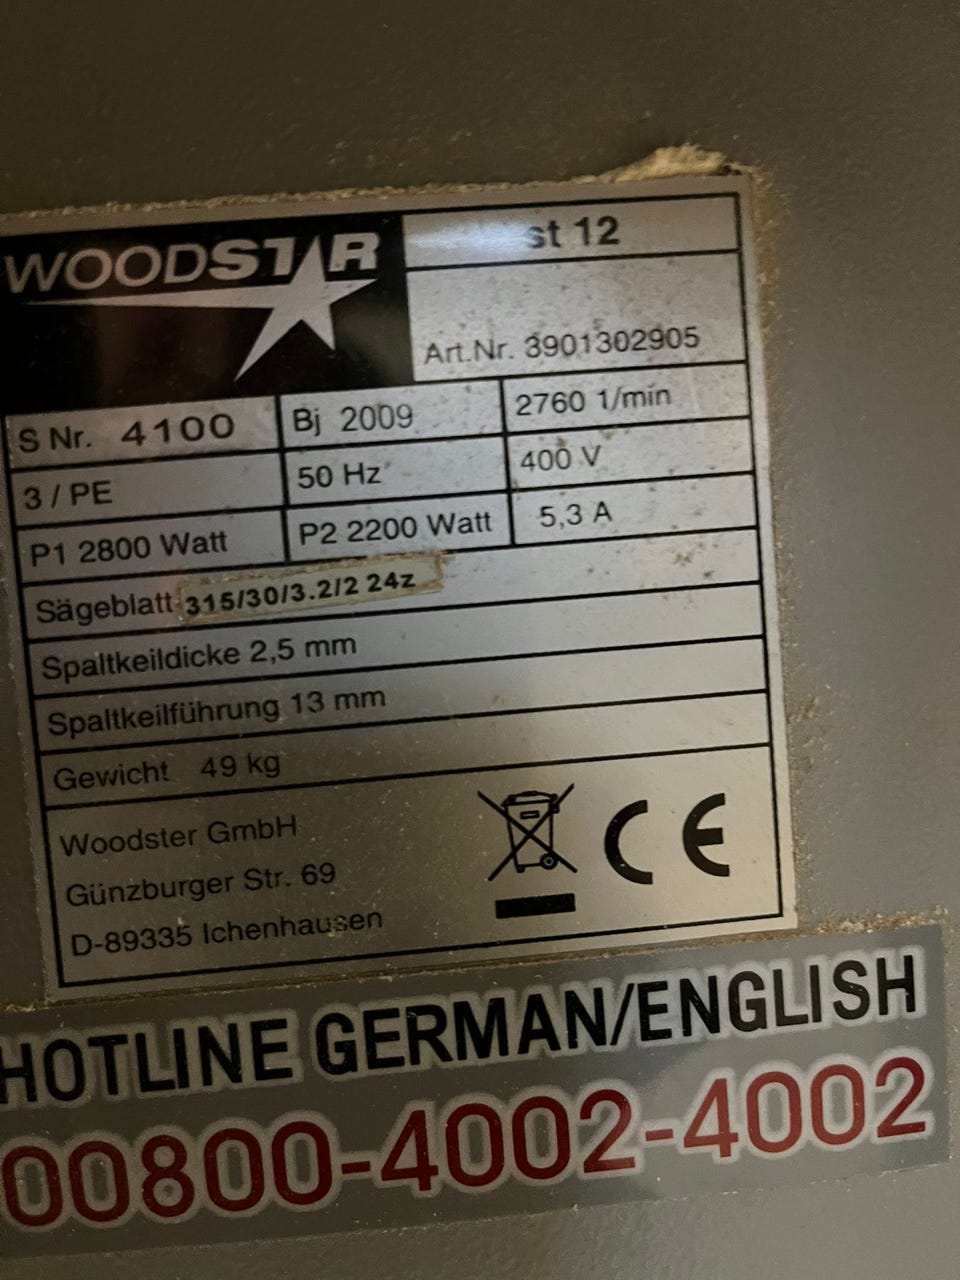 WOODSTAR
st 12
Art.Nr. 3901302905
S Nr. 4100
Bj 2009
2760 1/min
3 / PE
50 Hz
400 V
P1 2800 Watt
P2 2200 Watt
5,3 A
Sägeblatt 315/30/3.2/2 24z
Spaltkeildicke 2,5 mm
Spaltkeilführung 13 mm
Gewicht 49 kg
Woodster GmbH
Günzburger Str. 69
D-89335 Ichenhausen
CE
HOTLINE GERMAN/ENGLISH
00800-4002-4002